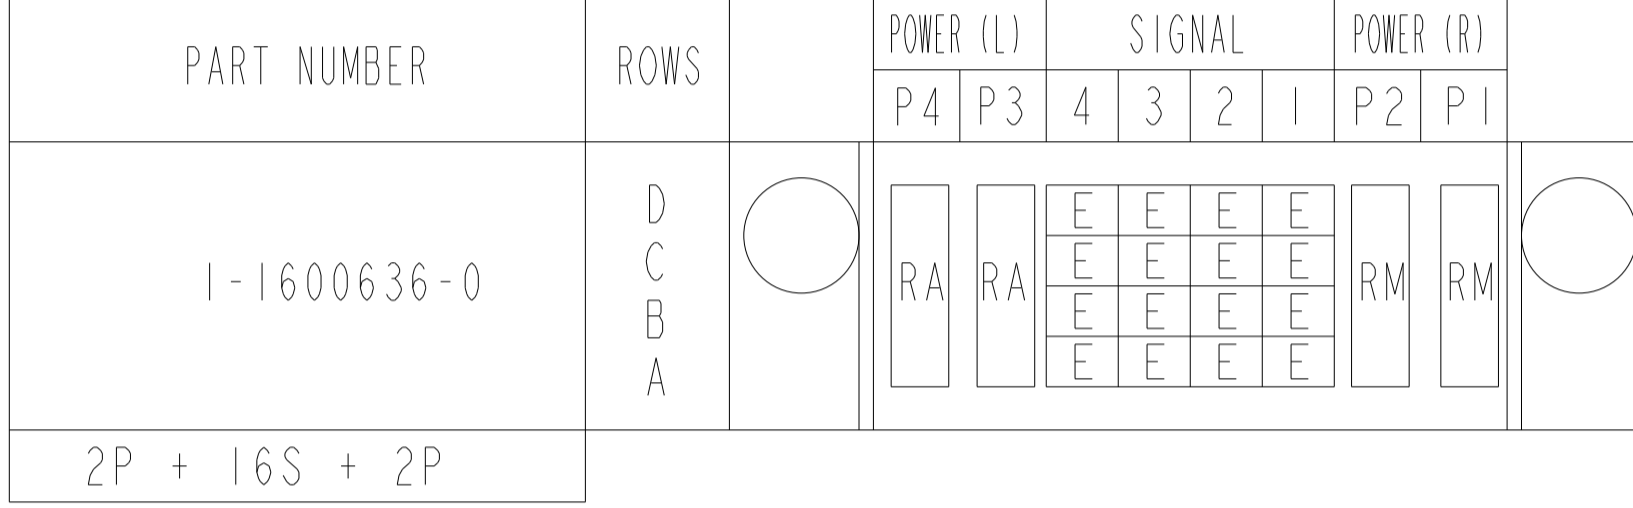 PART NUMBER ROWS POWER (L) SIGNAL POWER (R)
P4 P3 4 3 2 1 P2 P1
1-1600636-0
D
C
B
A
RA RA RM RM
E E E E
E E E E
E E E E
E E E E
2P + 16S + 2P